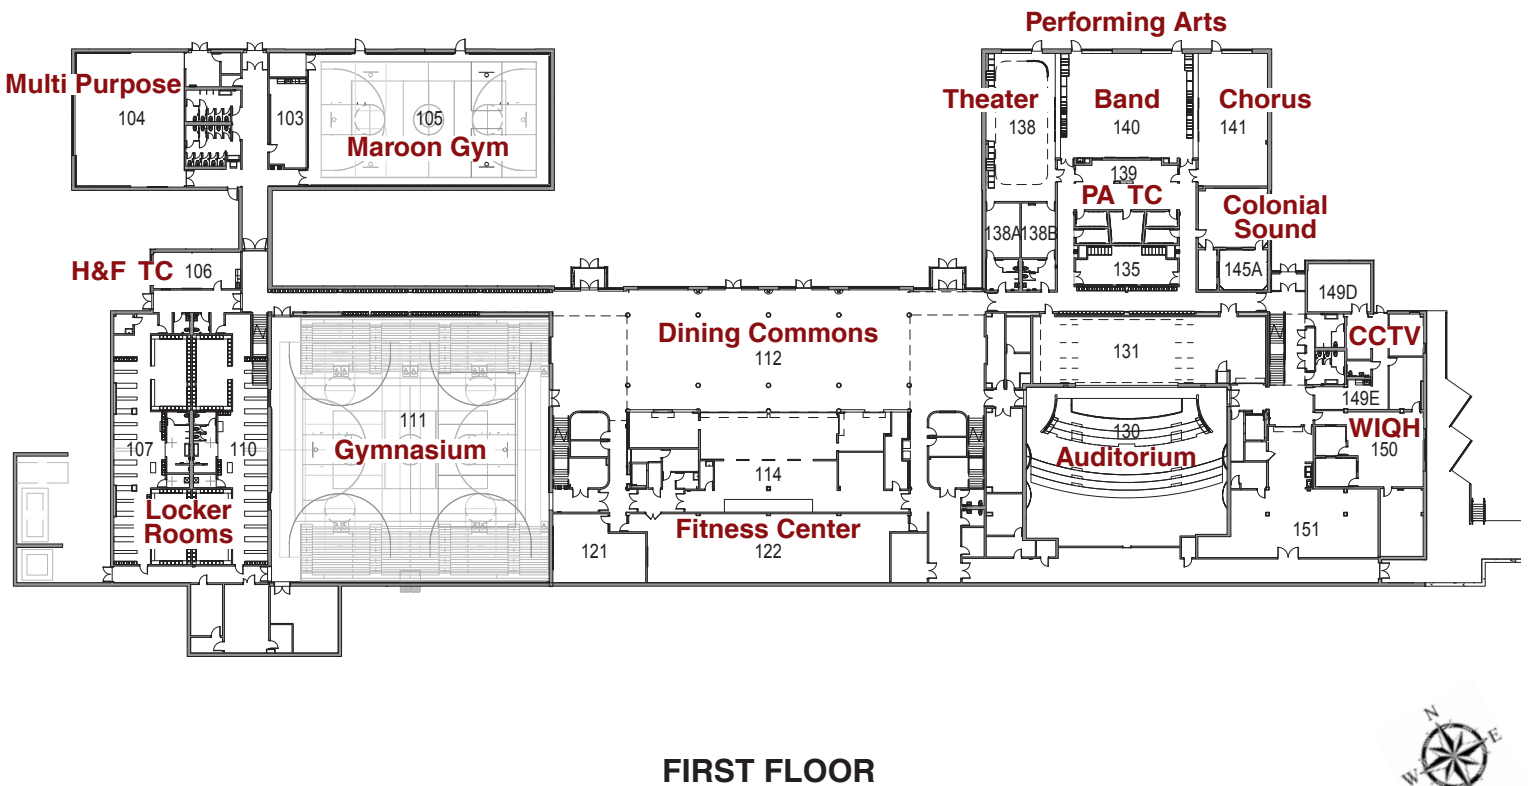 Performing Arts
Multi Purpose
104
103
105
Maroon Gym
Theater
138
Band
140
Chorus
141
139
PA TC
Colonial
Sound
138A
138B
135
145A
H&F TC
106
149D
Dining Commons
112
131
CCTV
149E
111
Gymnasium
107
110
130
Auditorium
WIQH
150
114
Locker
Rooms
Fitness Center
121
122
151
N
E
W
FIRST FLOOR